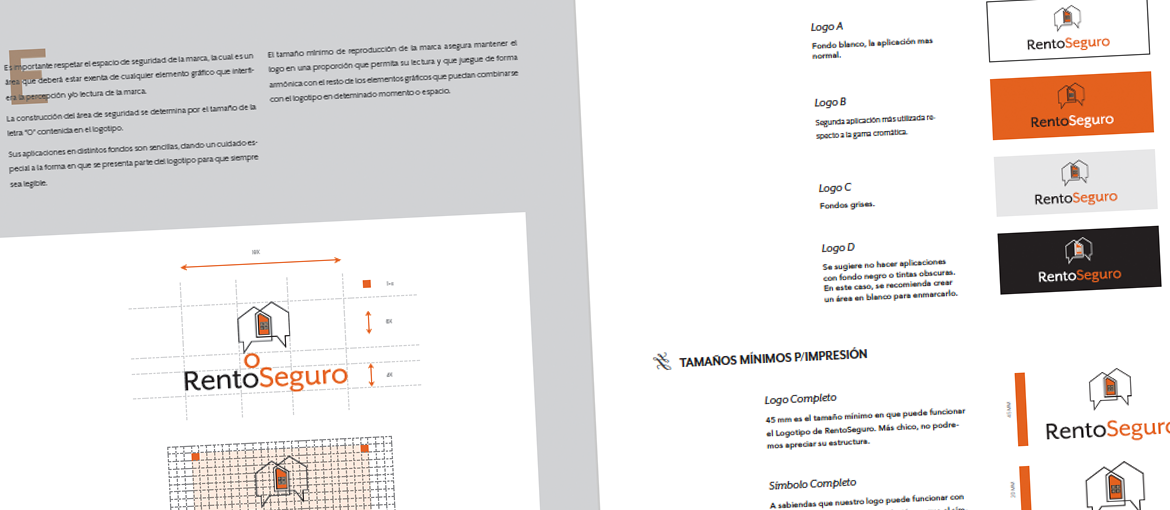 E
Es importante respetar el espacio de seguridad de la marca, la cual es un
área que deberá estar exenta de cualquier elemento gráfico que interfi-
era la percepción y/o lectura de la marca.
La construcción del área de seguridad se determina por el tamaño de la
letra "O" contenida en el logotipo.
Sus aplicaciones en distintos fondos son sencillas, dando un cuidado es-
pecial a la forma en que se presenta parte del logotipo para que siempre
sea legible.
El tamaño mínimo de reproducción de la marca asegura mantener el
logo en una proporción que permita su lectura y que juegue de forma
armónica con el resto de los elementos gráficos que puedan combinarse
con el logotipo en determinado momento o espacio.
O
RentoSeguro
Logo A
Fondo blanco, la aplicación mas
normal.
RentoSeguro
Logo B
Segunda aplicación más utilizada re-
specto a la gama cromática.
RentoSeguro
Logo C
Fondos grises.
RentoSeguro
Logo D
Se sugiere no hacer aplicaciones
con fondo negro o tintas obscuras.
En este caso, se recomienda crear
un área en blanco para enmarcarlo.
RentoSeguro
TAMAÑOS MÍNIMOS P/IMPRESIÓN
Logo Completo
45 mm es el tamaño mínimo en que puede funcionar
el Logotipo de RentoSeguro. Más chico, no podre-
mos apreciar su estructura.
45 MM
RentoSeguro
Símbolo Completo
A sabiendas que nuestro logo puede funcionar con
20 MM